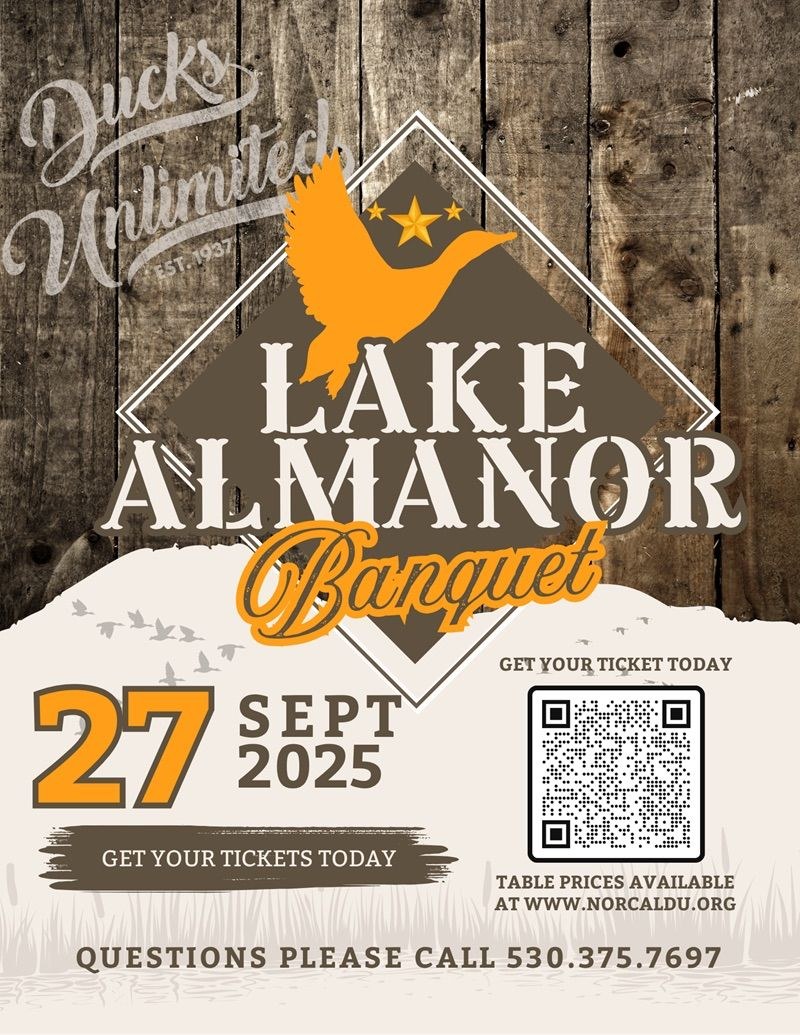 Ducks
Unlimited
EST. 1937
LAKE
ALMANOR
Banquet
27 SEPT
2025
GET YOUR TICKETS TODAY
GET YOUR TICKET TODAY
TABLE PRICES AVAILABLE
AT WWW.NORCALDU.ORG
QUESTIONS PLEASE CALL 530.375.7697